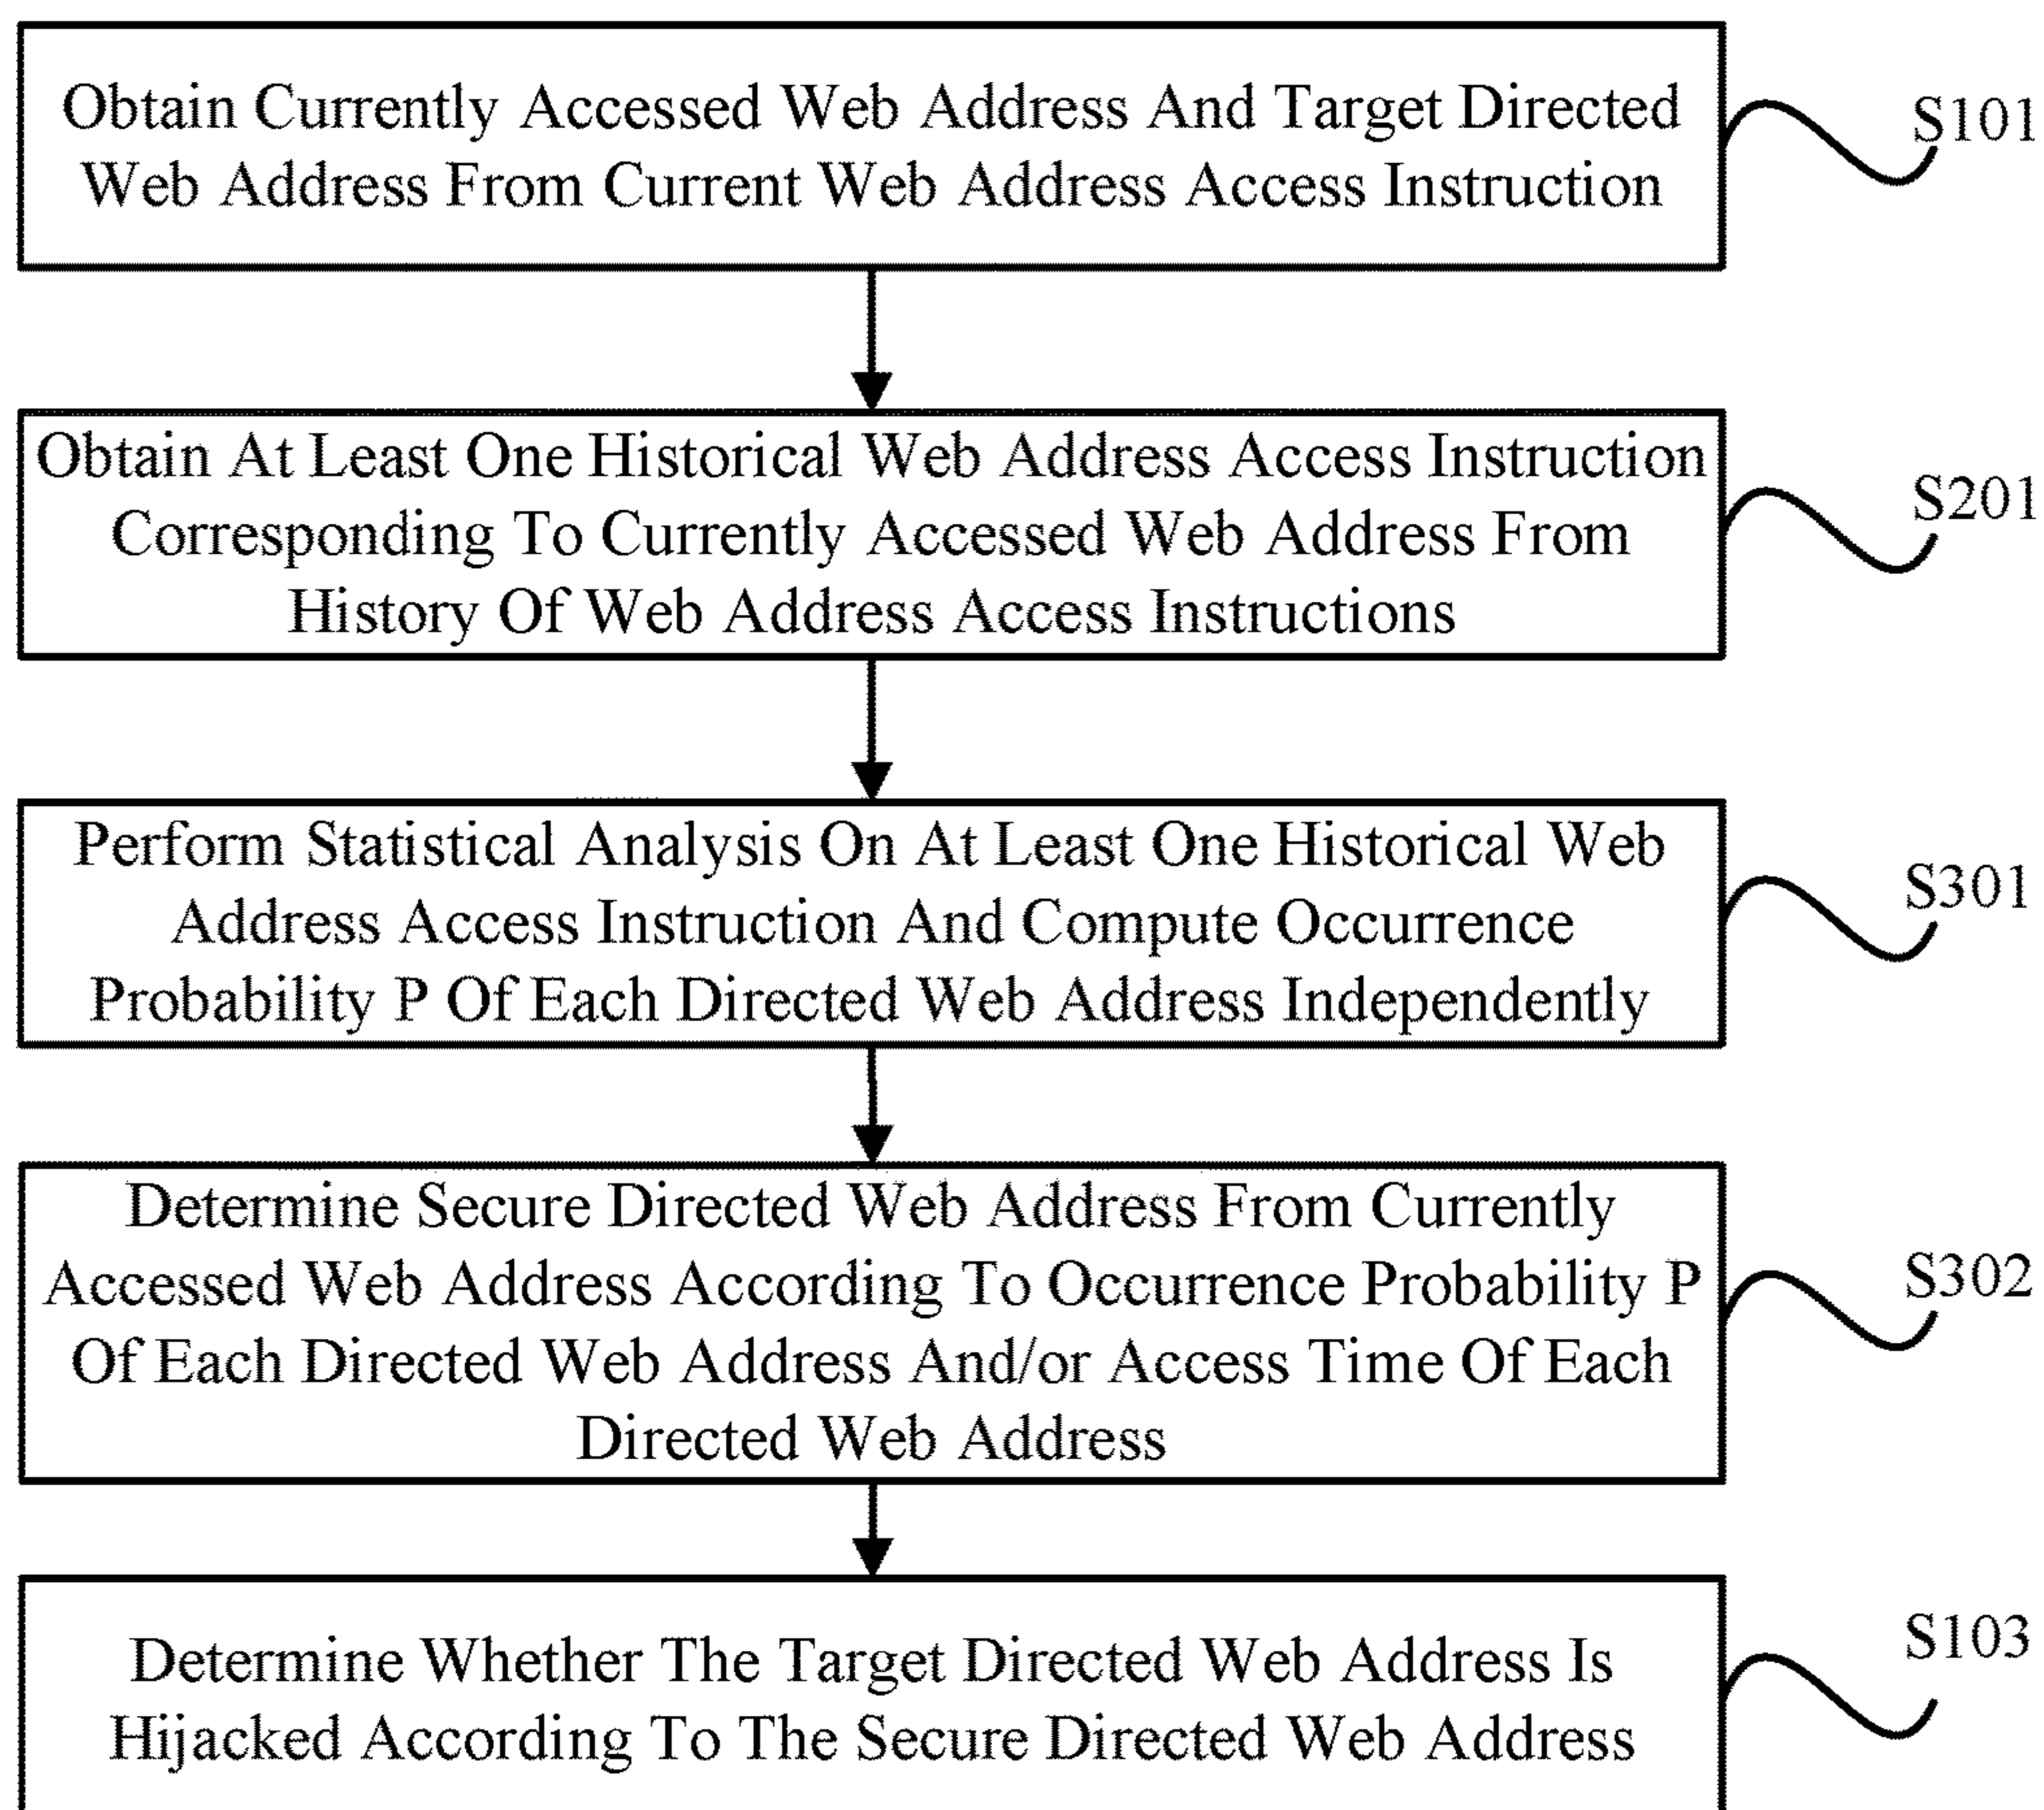 Obtain Currently Accessed Web Address And Target Directed
Web Address From Current Web Address Access Instruction
S101
Obtain At Least One Historical Web Address Access Instruction
Corresponding To Currently Accessed Web Address From
History Of Web Address Access Instructions
S201
Perform Statistical Analysis On At Least One Historical Web
Address Access Instruction And Compute Occurrence
Probability P Of Each Directed Web Address Independently
S301
Determine Secure Directed Web Address From Currently
Accessed Web Address According To Occurrence Probability P
Of Each Directed Web Address And/or Access Time Of Each
Directed Web Address
S302
Determine Whether The Target Directed Web Address Is
Hijacked According To The Secure Directed Web Address
S103